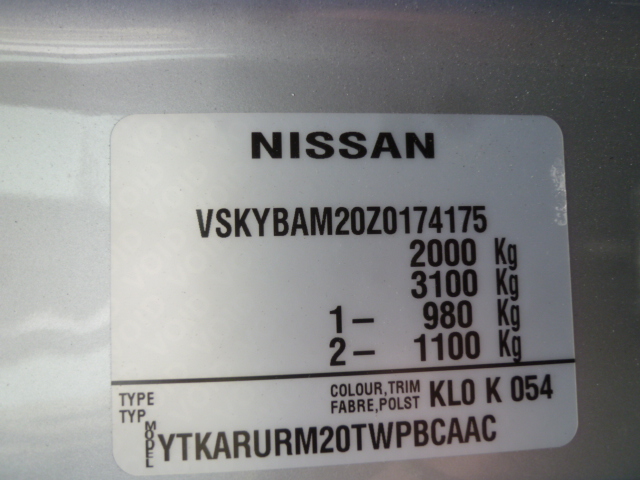 NISSAN
VSKYBAM20Z0174175
2000 Kg
3100 Kg
1- 980 Kg
2- 1100 Kg
TYPE COLOUR,TRIM KL0 K 054
TYP FABRE,POLST
MODEL YTKARURM20TWPBCAAC